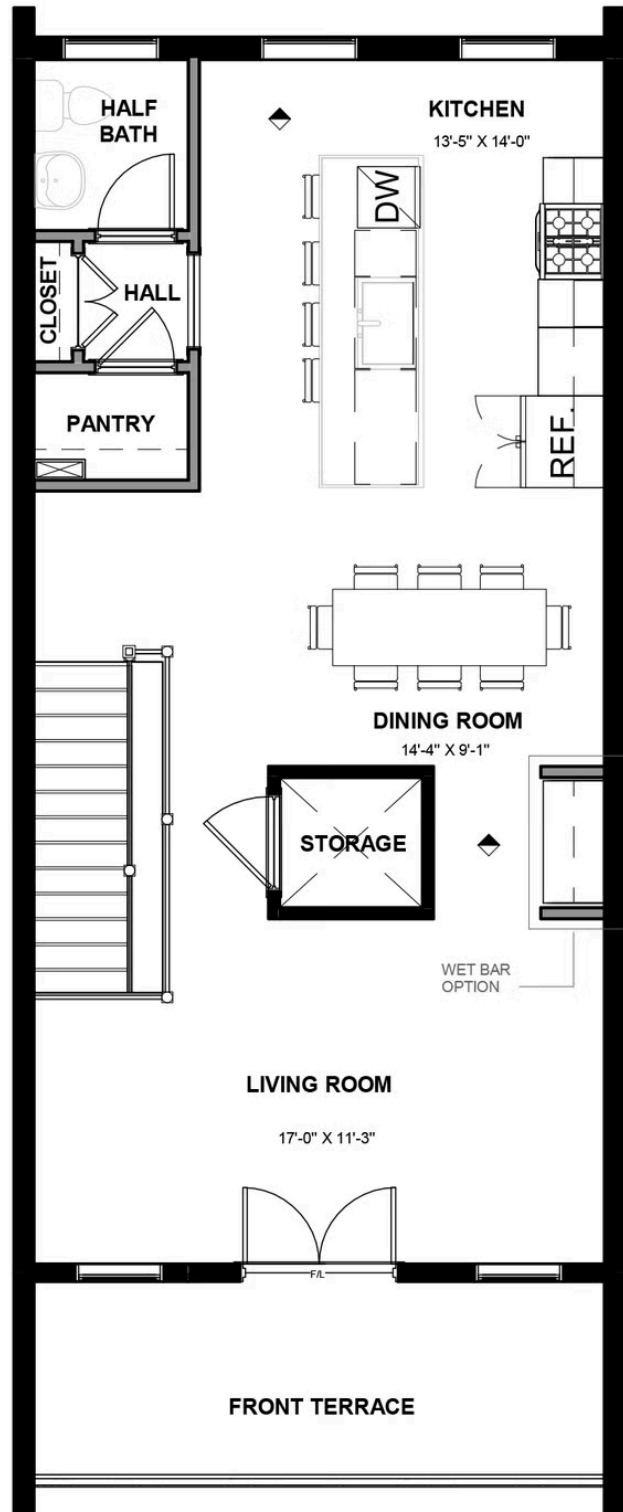 HALF
BATH
KITCHEN
13'-5" X 14'-0"
DW
CLOSET
HALL
PANTRY
REF.
DINING ROOM
14'-4" X 9'-1"
STORAGE
WET BAR
OPTION
LIVING ROOM
17'-0" X 11'-3"
F/L
FRONT TERRACE